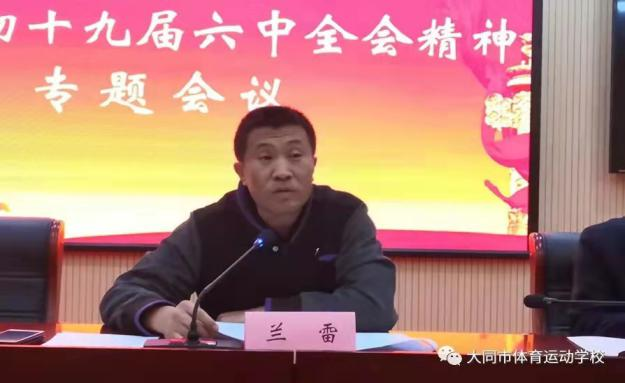 十九届六中全会精神
专题会议
兰 雷
大同市体育运动学校